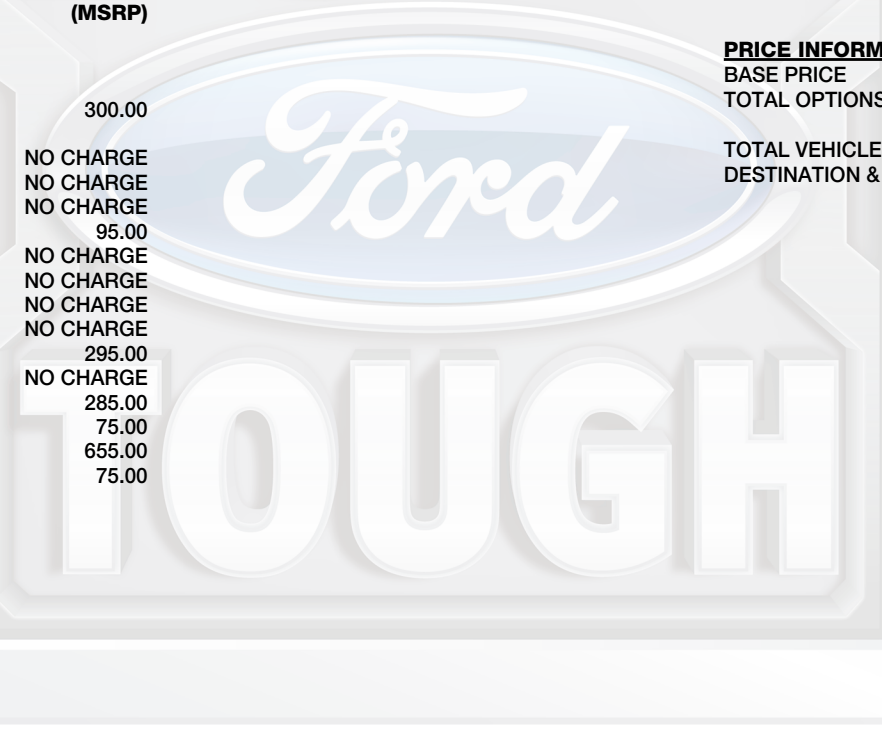 (MSRP)
300.00
NO CHARGE
NO CHARGE
NO CHARGE
95.00
NO CHARGE
NO CHARGE
NO CHARGE
NO CHARGE
295.00
NO CHARGE
285.00
75.00
655.00
75.00
PRICE INFORM
BASE PRICE
TOTAL OPTIONS
TOTAL VEHICLE
DESTINATION &
Ford
TOUGH